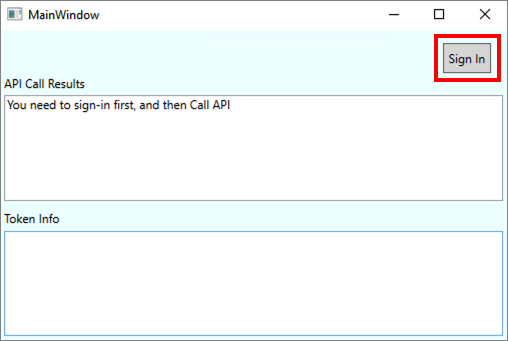 MainWindow
Sign In
API Call Results
You need to sign-in first, and then Call API
Token Info